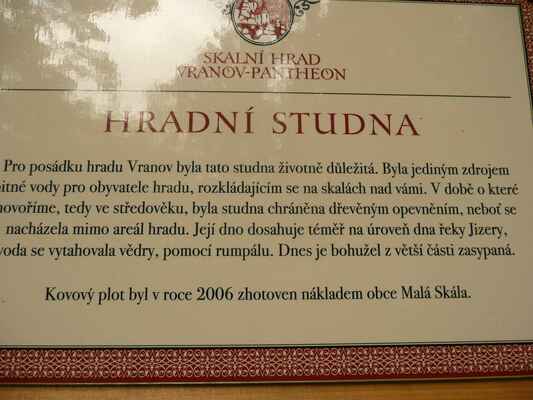 SKALNÍ HRAD
VRANOV-PANTHEON
HRADNÍ STUDNA
Pro posádku hradu Vranov byla tato studna životně důležitá. Byla jediným zdrojem
pitné vody pro obyvatele hradu, rozkládajícím se na skalách nad vámi. V době o které
hovoříme, tedy ve středověku, byla studna chráněna dřevěným opevněním, neboť se
nacházela mimo areál hradu. Její dno dosahuje téměř na úroveň dna řeky Jizery,
voda se vytahovala vědry, pomocí rumpálu. Dnes je bohužel z větší části zasypaná.
Kovový plot byl v roce 2006 zhotoven nákladem obce Malá Skála.